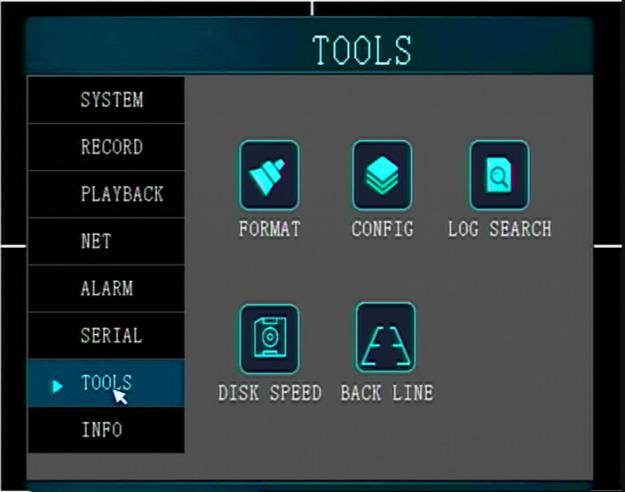 TOOLS
SYSTEM
RECORD
PLAYBACK
NET
ALARM
SERIAL
TOOLS
INFO
FORMAT CONFIG LOG SEARCH
DISK SPEED BACK LINE